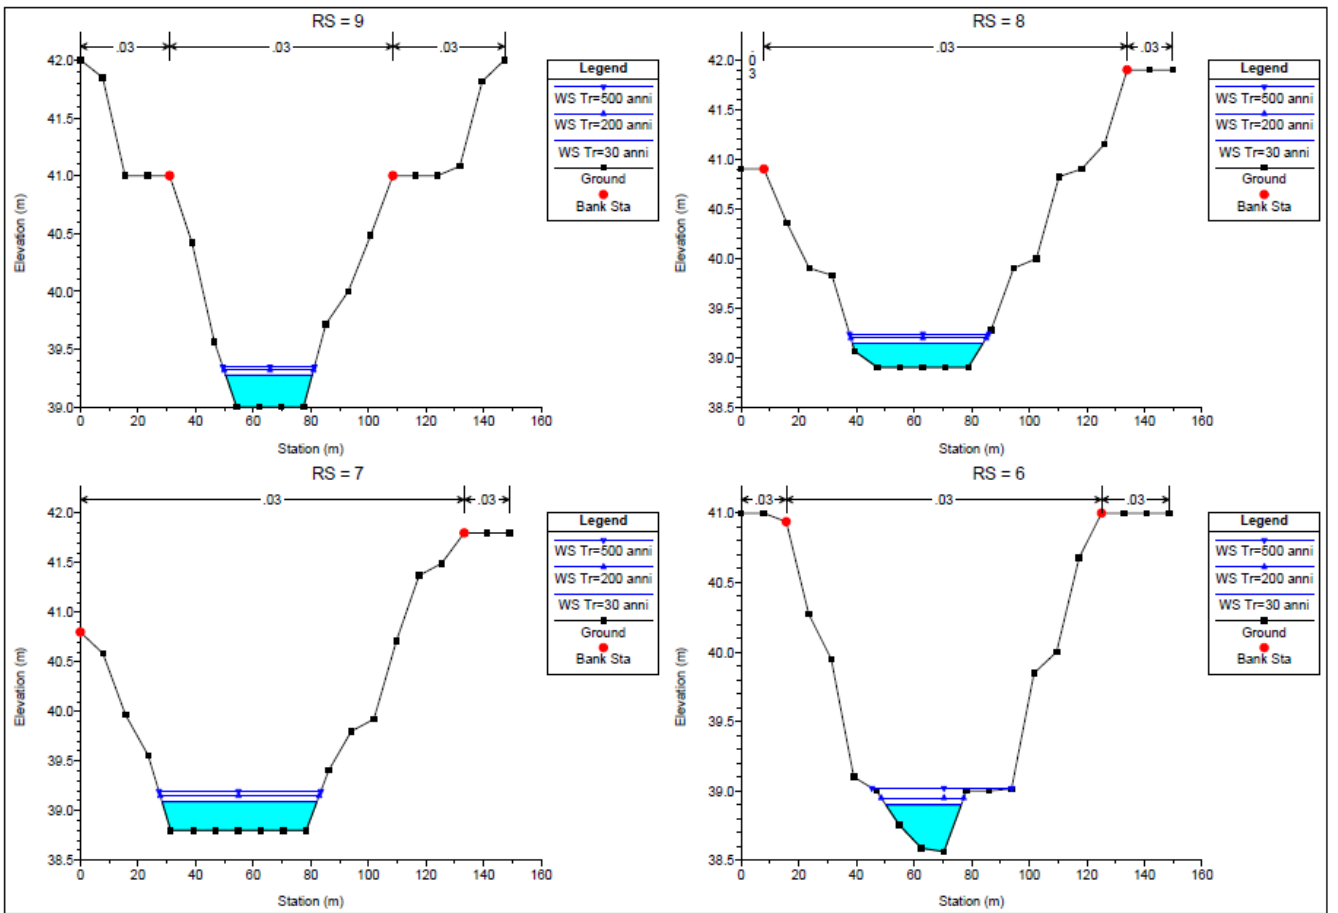 RS = 9
.03 .03 .03
42.0
41.5
41.0
40.5
40.0
39.5
39.0
Elevation (m)
0 20 40 60 80 100 120 140 160
Station (m)
Legend
WS Tr=500 anni
WS Tr=200 anni
WS Tr=30 anni
Ground
Bank Sta
RS = 8
.03 .03 .03
42.0
41.5
41.0
40.5
40.0
39.5
39.0
38.5
Elevation (m)
0 20 40 60 80 100 120 140 160
Station (m)
Legend
WS Tr=500 anni
WS Tr=200 anni
WS Tr=30 anni
Ground
Bank Sta
RS = 7
.03 .03
42.0
41.5
41.0
40.5
40.0
39.5
39.0
38.5
Elevation (m)
0 20 40 60 80 100 120 140 160
Station (m)
Legend
WS Tr=500 anni
WS Tr=200 anni
WS Tr=30 anni
Ground
Bank Sta
RS = 6
.03 .03 .03
41.0
40.5
40.0
39.5
39.0
38.5
Elevation (m)
0 20 40 60 80 100 120 140 160
Station (m)
Legend
WS Tr=500 anni
WS Tr=200 anni
WS Tr=30 anni
Ground
Bank Sta